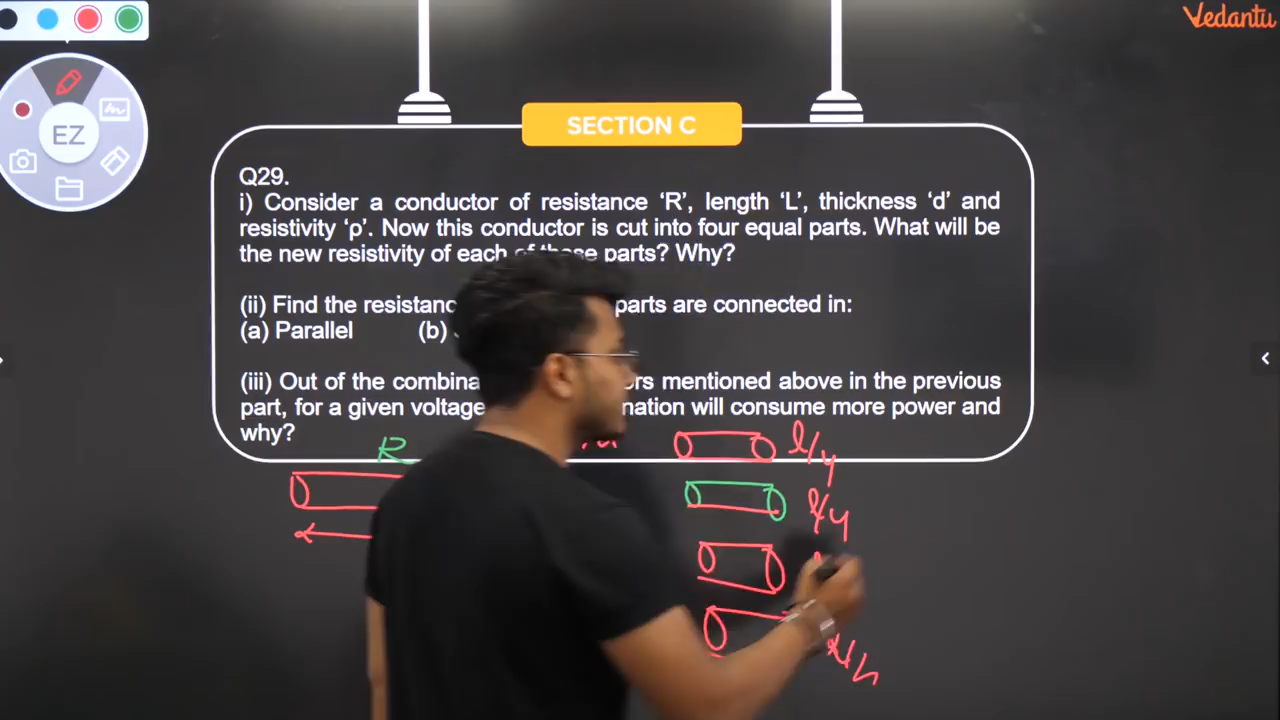 Vedantu
EZ
SECTION C
Q29.
i) Consider a conductor of resistance ‘R’, length ‘L’, thickness ‘d’ and
resistivity ‘ρ’. Now this conductor is cut into four equal parts. What will be
the new resistivity of each of these parts? Why?
(ii) Find the resistanc parts are connected in:
(a) Parallel (b)
(iii) Out of the combina ors mentioned above in the previous
part, for a given voltage nation will consume more power and
why?
R
l/4
l/4